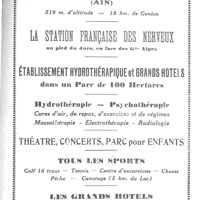 (AIN)
519 m. d'altitude — 18 km. de Genève
LA STATION FRANÇAISE DES NERVEUX
au pied du Jura, en face des Gdes Alpes
ÉTABLISSEMENT HYDROTHÉRAPIQUE et GRANDS HOTELS
dans un Parc de 100 Hectares
Hydrothérapie — Psychothérapie
Cures d'air, de repos, d'exercices et de régimes
Massothérapie - Electrothérapie - Radiologie
THÉATRE, CONCERTS, PARC pour ENFANTS
TOUS LES SPORTS
Golf 18 trous — Tennis — Centre d'excursions — Chasse
Pêche — Canotage (5 km. du Lac)
LES GRANDS HOTELS